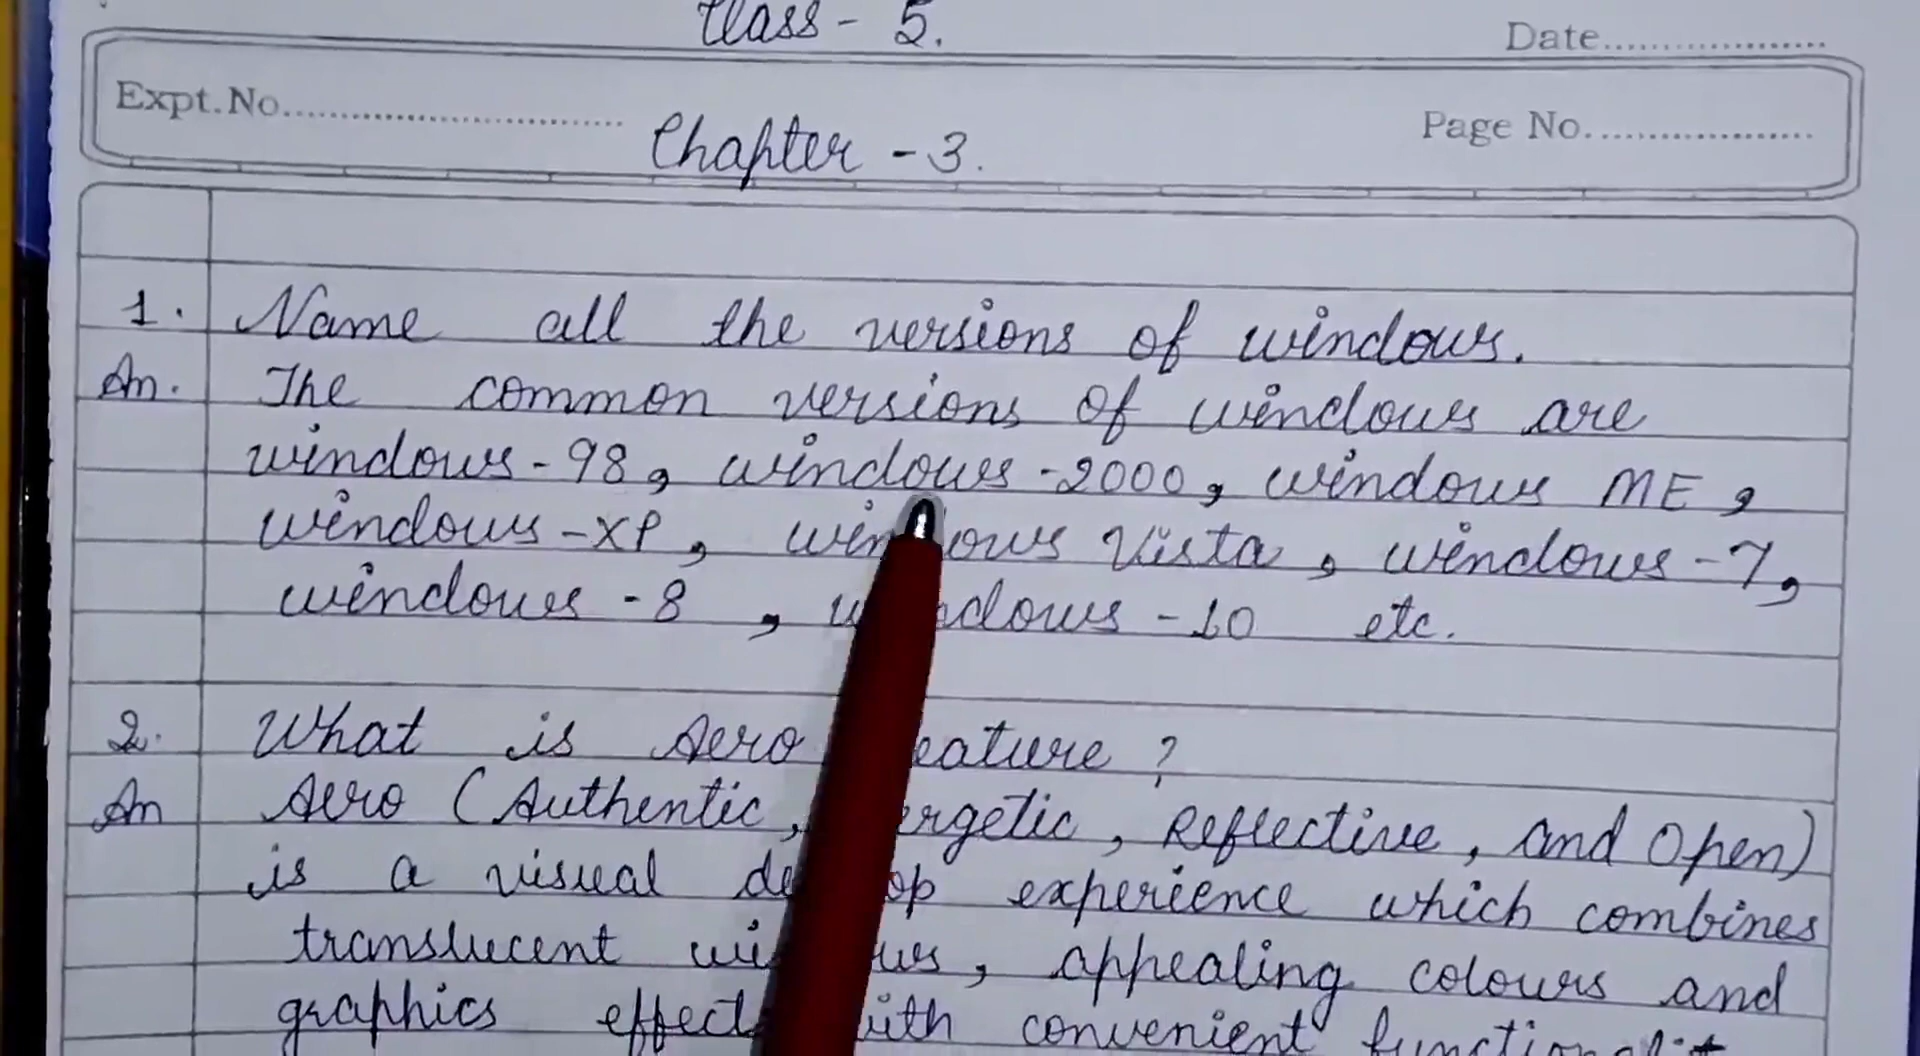 Class - 5.
Date
Expt. No.
Page No.
Chapter - 3.
1. Name all the versions of windows.
An. The common versions of windows are
windows - 98, windows - 2000, windows ME,
windows - XP, windows Vista, windows - 7,
windows - 8, windows - 10 etc.
2. What is Aero ?
An Aero (Authentic, Reflective, and Open)
is a visual experience which combines
translucent , appealing colours and
graphics with convenient